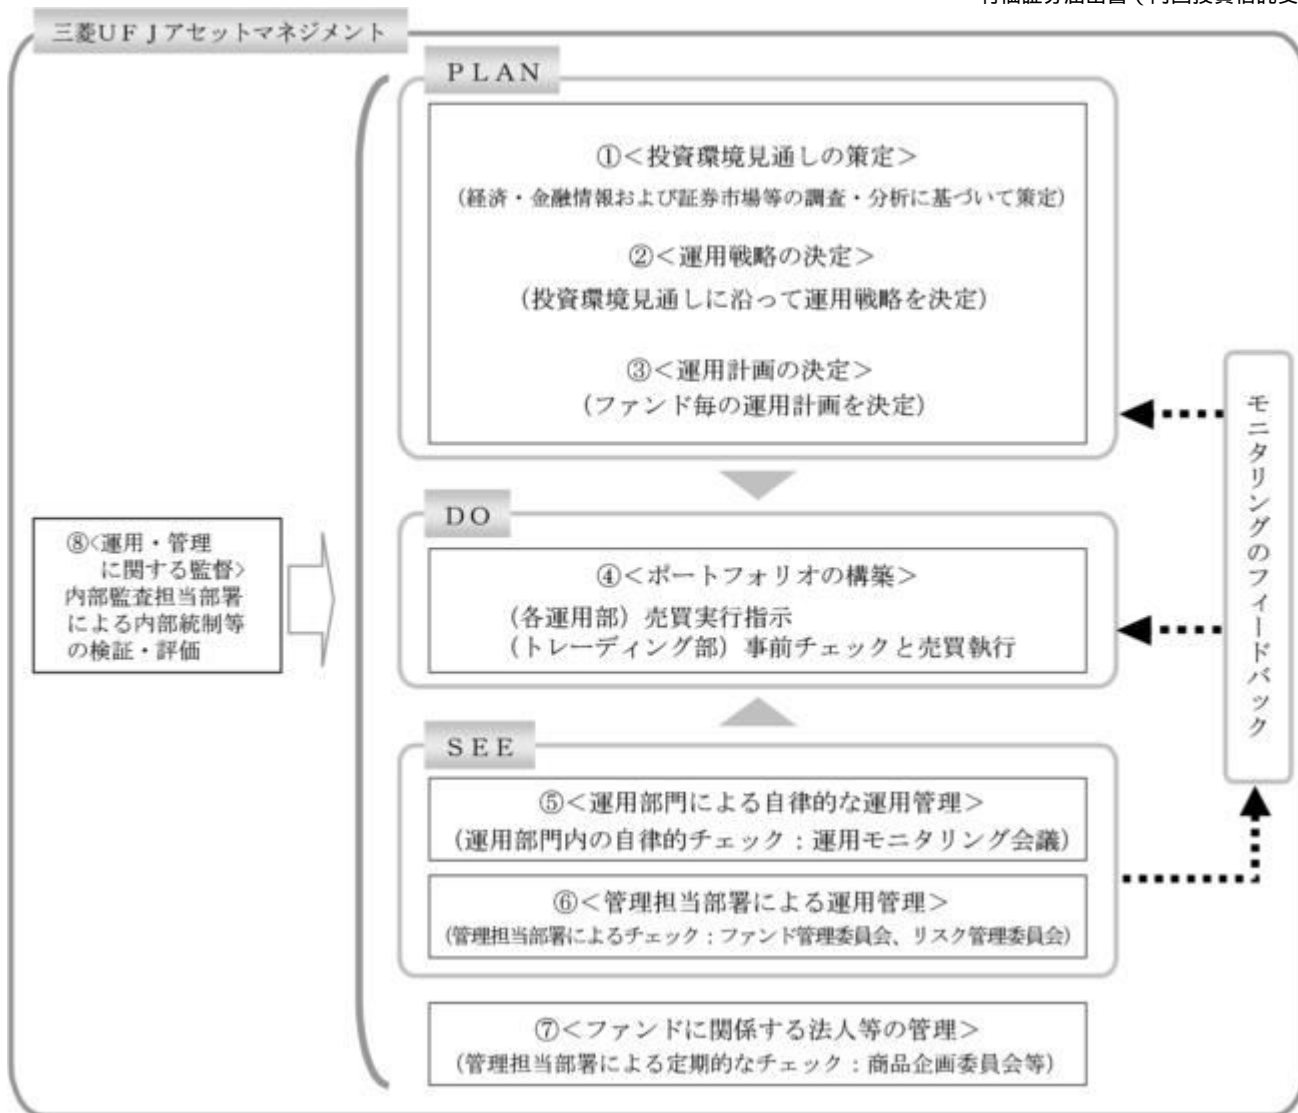 三菱UFJアセットマネジメント
PLAN
①<投資環境見通しの策定>
(経済・金融情報および証券市場等の調査・分析に基づいて策定)
②<運用戦略の決定>
(投資環境見通しに沿って運用戦略を決定)
③<運用計画の決定>
(ファンド毎の運用計画を決定)
DO
④<ポートフォリオの構築>
(各運用部) 売買実行指示
(トレーディング部) 事前チェックと売買執行
SEE
⑤<運用部門による自律的な運用管理>
(運用部門内の自律的チェック:運用モニタリング会議)
⑥<管理担当部署による運用管理>
(管理担当部署によるチェック:ファンド管理委員会、リスク管理委員会)
⑦<ファンドに関係する法人等の管理>
(管理担当部署による定期的なチェック:商品企画委員会等)
⑧<運用・管理
に関する監督>
内部監査担当部署
による内部統制等
の検証・評価
モニタリングのフィードバック